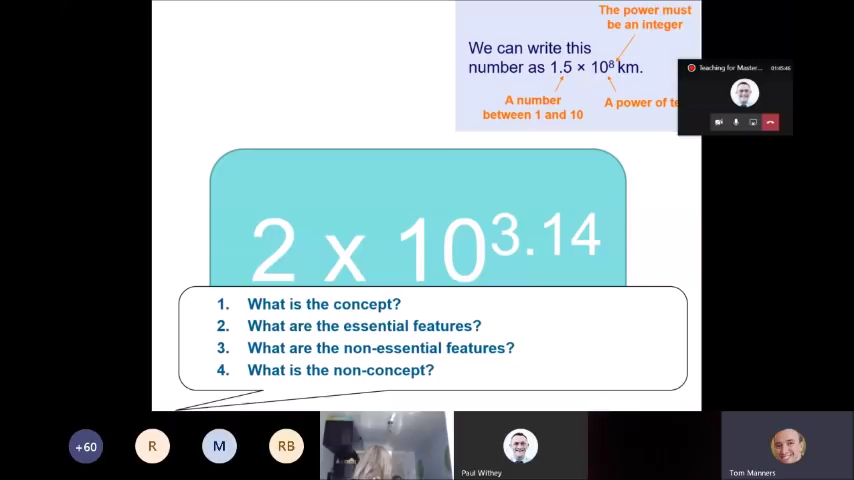 The power must
be an integer
We can write this
number as 1.5 × 10⁸ km.
A number
between 1 and 10
A power of te
Teaching for Master...
01:45:46
2 x 10³·¹⁴
1. What is the concept?
2. What are the essential features?
3. What are the non-essential features?
4. What is the non-concept?
+60
R
M
RB
Paul Withey
Tom Manners